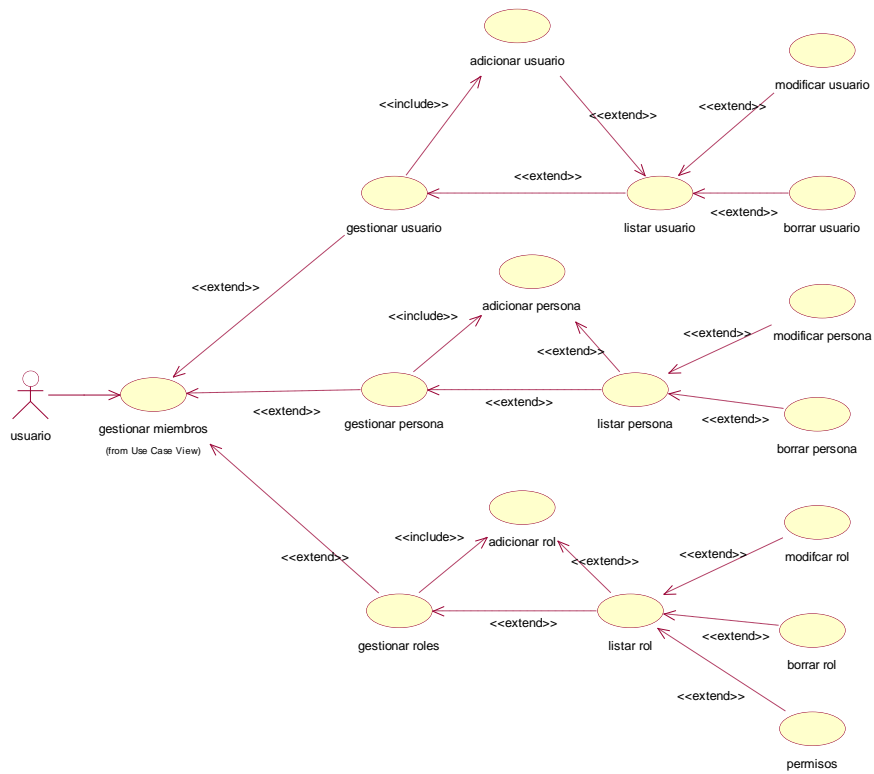 adicionar usuario
modificar usuario
<<include>>
<<extend>>
<<extend>>
<<extend>>
<<extend>>
gestionar usuario
listar usuario
borrar usuario
<<extend>>
adicionar persona
<<include>>
modificar persona
<<extend>>
<<extend>>
<<extend>>
<<extend>>
<<extend>>
usuario
gestionar miembros
(from Use Case View)
gestionar persona
listar persona
borrar persona
<<include>>
adicionar rol
<<extend>>
<<extend>>
<<extend>>
modifcar rol
<<extend>>
<<extend>>
gestionar roles
listar rol
borrar rol
<<extend>>
permisos